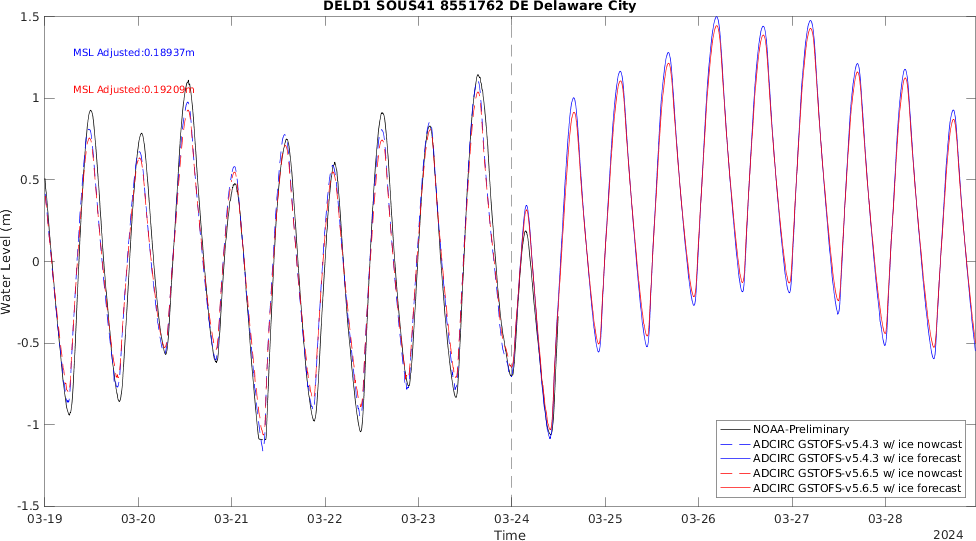 DELD1 SOUS41 8551762 DE Delaware City
MSL Adjusted:0.18937m
MSL Adjusted:0.19209m
Water Level (m)
1.5
1
0.5
0
-0.5
-1
-1.5
NOAA-Preliminary
ADCIRC GSTOFS-v5.4.3 w/ ice nowcast
ADCIRC GSTOFS-v5.4.3 w/ ice forecast
ADCIRC GSTOFS-v5.6.5 w/ ice nowcast
ADCIRC GSTOFS-v5.6.5 w/ ice forecast
03-19 03-20 03-21 03-22 03-23 03-24 03-25 03-26 03-27 03-28
Time
2024